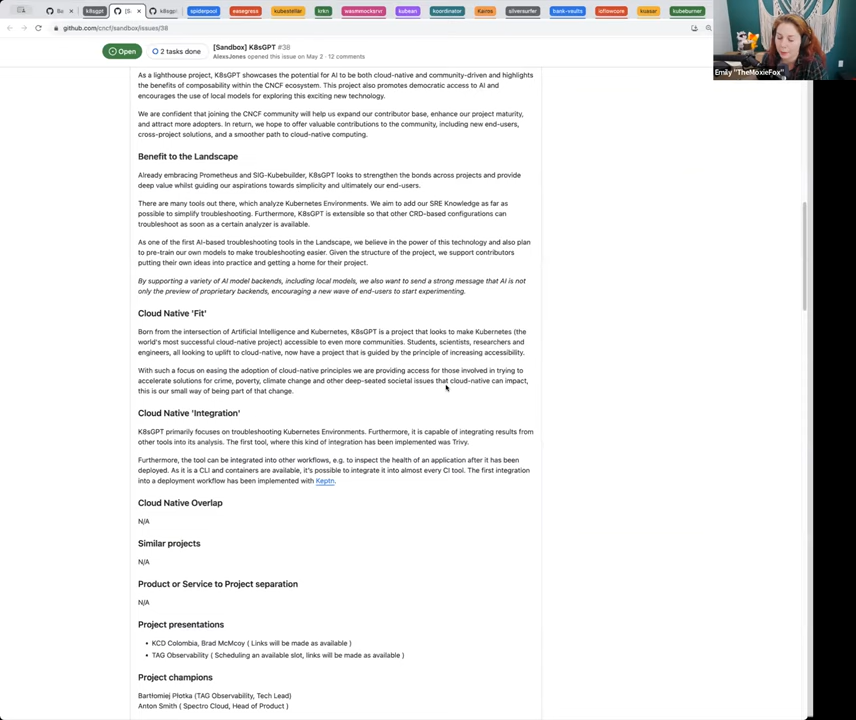 k8sgpt
[S
k8sgp
spiderpool
easegress
kubestellar
krkn
wasmmocksrvr
kubean
koordinator
Karros
silversurfer
bank-vaults
loftowcore
kuasar
kubeburner
github.com/cncf/sandbox/issues/38
Open
2 tasks done
[Sandbox] K8sGPT #38
AlexsJones opened this issue on May 2 · 12 comments
Emily "TheMoxieFox"
As a lighthouse project, K8sGPT showcases the potential for AI to be both cloud-native and community-driven and highlights
the benefits of composability within the CNCF ecosystem. This project also promotes democratic access to AI and
encourages the use of local models for exploring this exciting new technology.
We are confident that joining the CNCF community will help us expand our contributor base, enhance our project maturity,
and attract more adopters. In return, we hope to offer valuable contributions to the community, including new end-users,
cross-project solutions, and a smoother path to cloud-native computing.
Benefit to the Landscape
Already embracing Prometheus and SIG-Kubebuilder, K8sGPT looks to strengthen the bonds across projects and provide
deep value whilst guiding our aspirations towards simplicity and ultimately our end-users.
There are many tools out there, which analyze Kubernetes Environments. We aim to add our SRE Knowledge as far as
possible to simplify troubleshooting. Furthermore, K8sGPT is extensible so that other CRD-based configurations can
troubleshoot as soon as a certain analyzer is available.
As one of the first AI-based troubleshooting tools in the Landscape, we believe in the power of this technology and also plan
to pre-train our own models to make troubleshooting easier. Given the structure of the project, we support contributors
putting their own ideas into practice and getting a home for their project.
By supporting a variety of AI model backends, including local models, we also want to send a strong message that AI is not
only the preview of proprietary backends, encouraging a new wave of end-users to start experimenting.
Cloud Native 'Fit'
Born from the intersection of Artificial Intelligence and Kubernetes, K8sGPT is a project that looks to make Kubernetes (the
world's most successful cloud-native project) accessible to even more communities. Students, scientists, researchers and
engineers, all looking to uplift to cloud-native, now have a project that is guided by the principle of increasing accessibility.
With such a focus on easing the adoption of cloud-native principles we are providing access for those involved in trying to
accelerate solutions for crime, poverty, climate change and other deep-seated societal issues that cloud-native can impact,
this is our small way of being part of that change.
Cloud Native 'Integration'
K8sGPT primarily focuses on troubleshooting Kubernetes Environments. Furthermore, it is capable of integrating results from
other tools into its analysis. The first tool, where this kind of integration has been implemented was Trivy.
Furthermore, the tool can be integrated into other workflows, e.g. to inspect the health of an application after it has been
deployed. As it is a CLI and containers are available, it's possible to integrate it into almost every CI tool. The first integration
into a deployment workflow has been implemented with Keptn.
Cloud Native Overlap
N/A
Similar projects
N/A
Product or Service to Project separation
N/A
Project presentations
• KCD Colombia, Brad McMcoy ( Links will be made as available )
• TAG Observability ( Scheduling an available slot, links will be made as available )
Project champions
Bartłomiej Płotka (TAG Observability, Tech Lead)
Anton Smith ( Spectro Cloud, Head of Product )